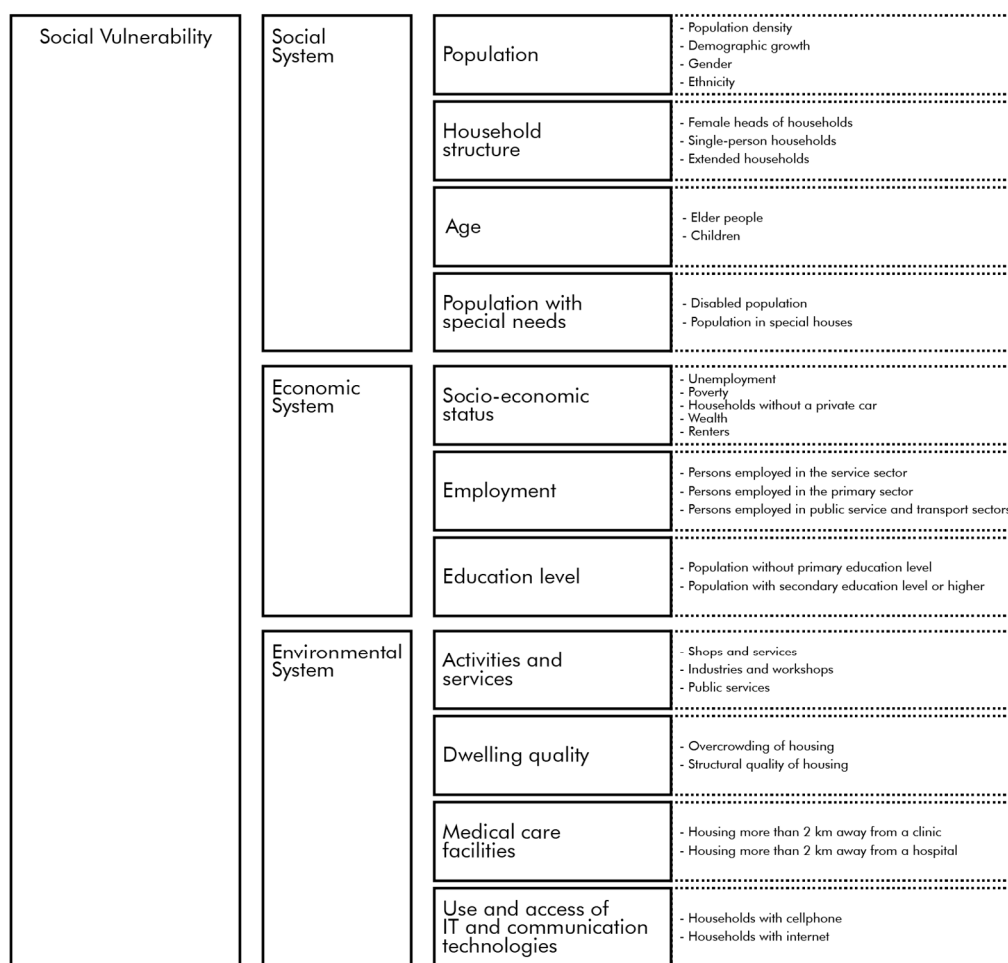 Social Vulnerability
Social
System
Population
- Population density
- Demographic growth
- Gender
- Ethnicity
Household
structure
- Female heads of households
- Single-person households
- Extended households
Age
- Elder people
- Children
Population with
special needs
- Disabled population
- Population in special houses
Economic
System
Socio-economic
status
- Unemployment
- Poverty
- Households without a private car
- Wealth
- Renters
Employment
- Persons employed in the service sector
- Persons employed in the primary sector
- Persons employed in public service and transport sectors
Education level
- Population without primary education level
- Population with secondary education level or higher
Environmental
System
Activities and
services
- Shops and services
- Industries and workshops
- Public services
Dwelling quality
- Overcrowding of housing
- Structural quality of housing
Medical care
facilities
- Housing more than 2 km away from a clinic
- Housing more than 2 km away from a hospital
Use and access of
IT and communication
technologies
- Households with cellphone
- Households with internet